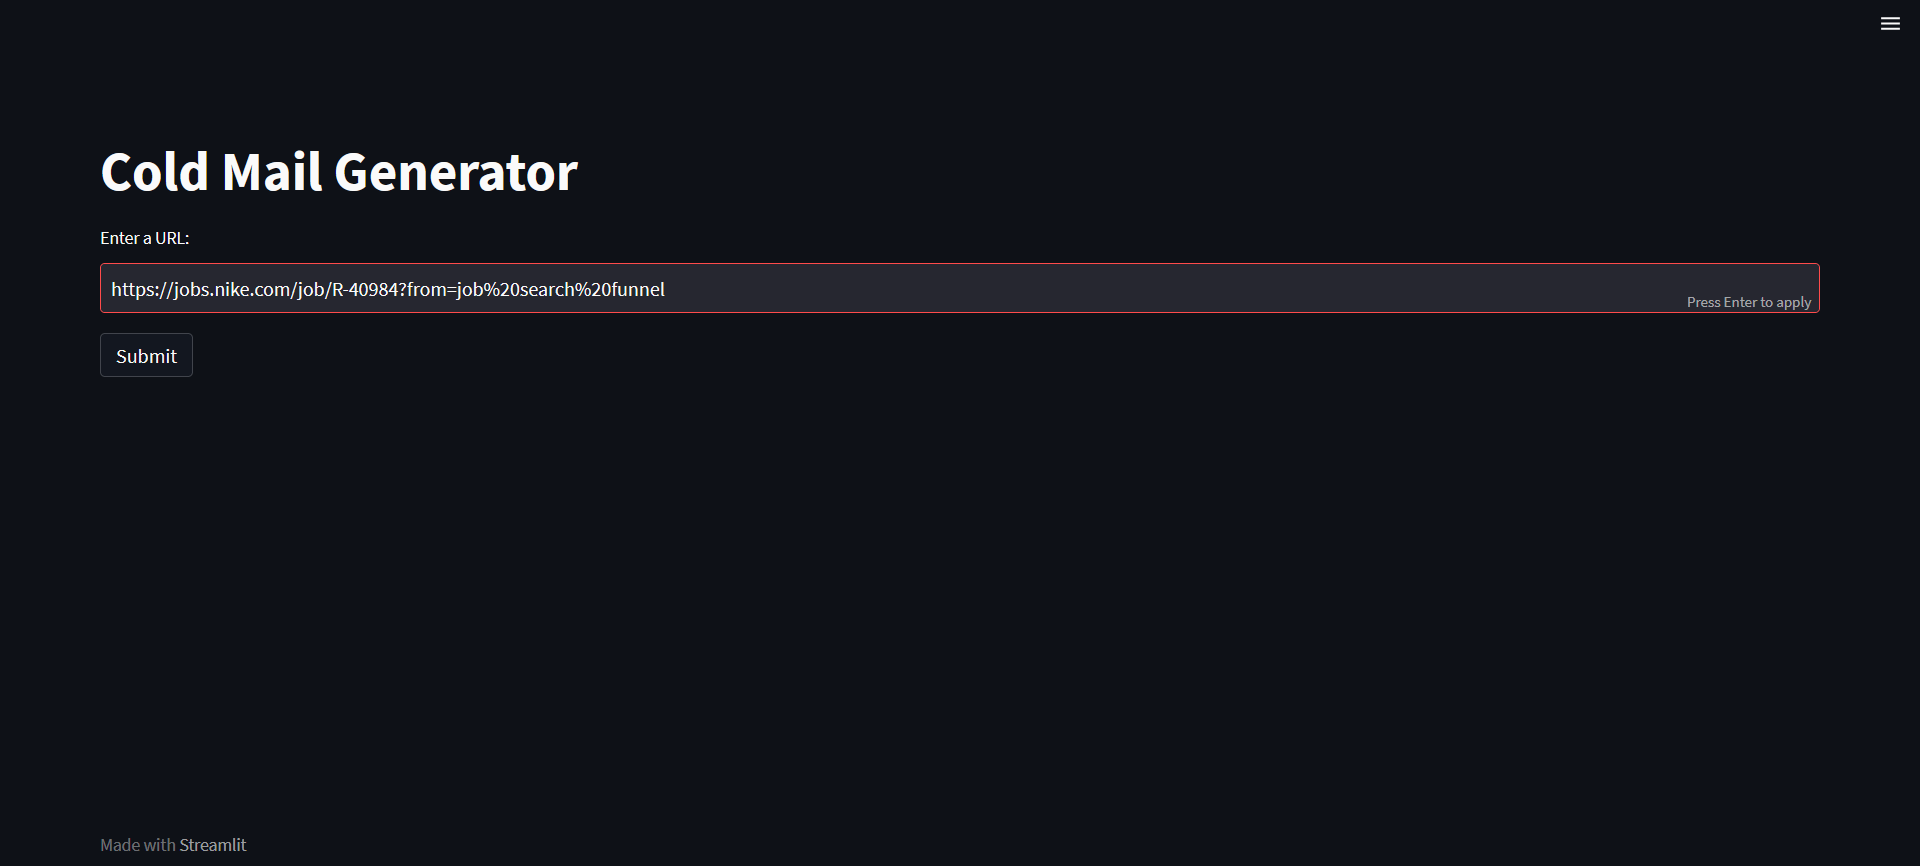 Cold Mail Generator
Enter a URL:
https://jobs.nike.com/job/R-40984?from=job%20search%20funnel
Press Enter to apply
Submit
Made with Streamlit